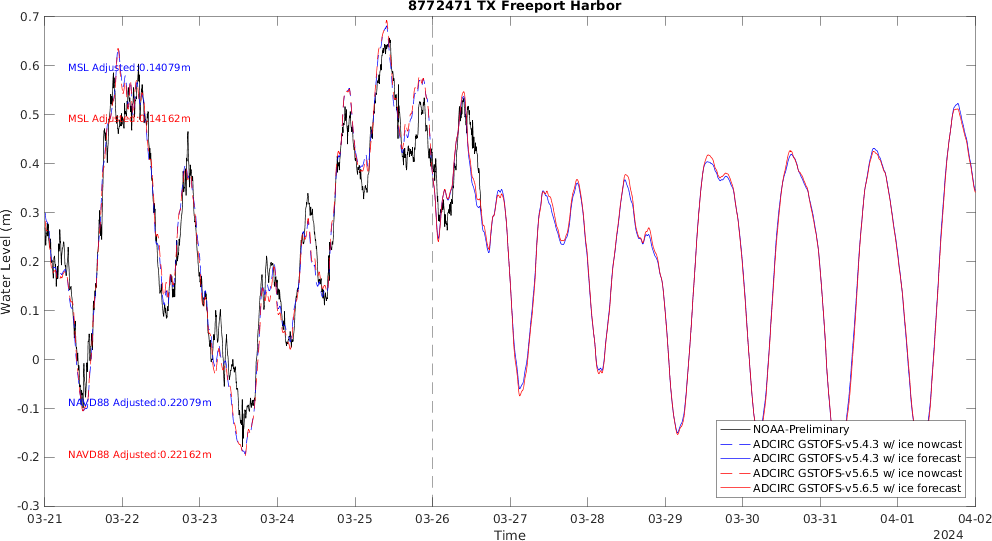 8772471 TX Freeport Harbor
0.7
0.6
0.5
0.4
0.3
0.2
0.1
0
-0.1
-0.2
-0.3
Water Level (m)
MSL Adjusted:0.14079m
MSL Adjusted:0.14162m
NAVD88 Adjusted:0.22079m
NAVD88 Adjusted:0.22162m
NOAA-Preliminary
ADCIRC GSTOFS-v5.4.3 w/ ice nowcast
ADCIRC GSTOFS-v5.4.3 w/ ice forecast
ADCIRC GSTOFS-v5.6.5 w/ ice nowcast
ADCIRC GSTOFS-v5.6.5 w/ ice forecast
03-21 03-22 03-23 03-24 03-25 03-26 03-27 03-28 03-29 03-30 03-31 04-01 04-02
Time
2024